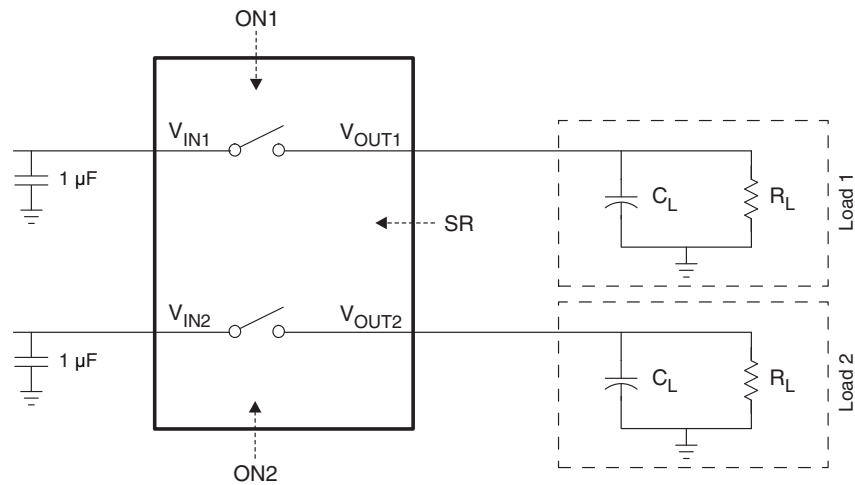 ON1
VIN1
VOUT1
1 µF
CL
RL
Load 1
SR
VIN2
VOUT2
1 µF
CL
RL
Load 2
ON2